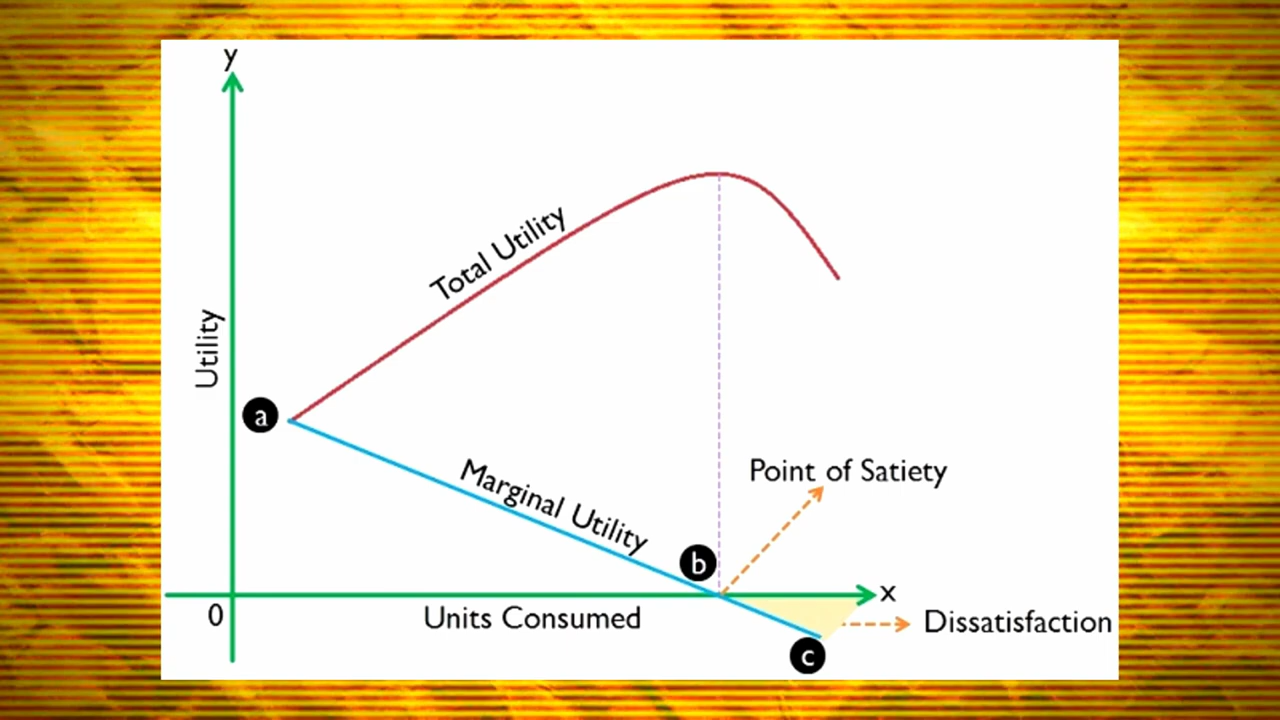 y
Total Utility
Utility
a
Marginal Utility
Point of Satiety
b
x
0
Units Consumed
Dissatisfaction
c